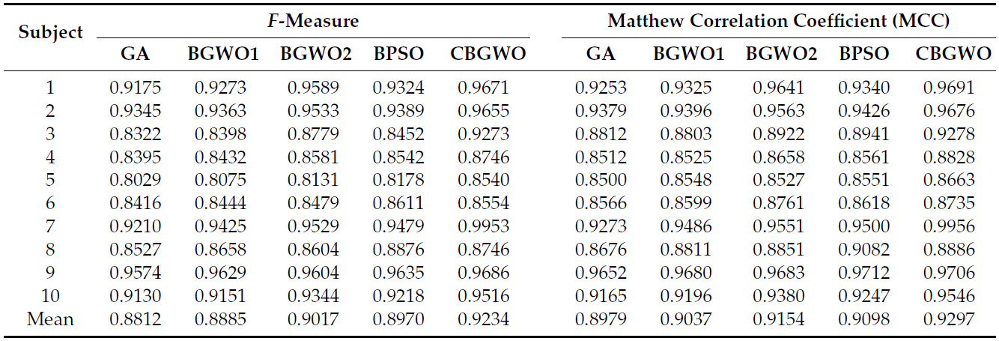 Subject F-Measure Matthew Correlation Coefficient (MCC)
GA BGWO1 BGWO2 BPSO CBGWO GA BGWO1 BGWO2 BPSO CBGWO
1 0.9175 0.9273 0.9589 0.9324 0.9671 0.9253 0.9325 0.9641 0.9340 0.9691
2 0.9345 0.9363 0.9533 0.9389 0.9655 0.9379 0.9396 0.9563 0.9426 0.9676
3 0.8322 0.8398 0.8779 0.8452 0.9273 0.8812 0.8803 0.8922 0.8941 0.9278
4 0.8395 0.8432 0.8581 0.8542 0.8746 0.8512 0.8525 0.8658 0.8561 0.8828
5 0.8029 0.8075 0.8131 0.8178 0.8540 0.8500 0.8548 0.8527 0.8551 0.8663
6 0.8416 0.8444 0.8479 0.8611 0.8554 0.8566 0.8599 0.8761 0.8618 0.8735
7 0.9210 0.9425 0.9529 0.9479 0.9953 0.9273 0.9486 0.9551 0.9500 0.9956
8 0.8527 0.8658 0.8604 0.8876 0.8746 0.8676 0.8811 0.8851 0.9082 0.8886
9 0.9574 0.9629 0.9604 0.9635 0.9686 0.9652 0.9680 0.9683 0.9712 0.9706
10 0.9130 0.9151 0.9344 0.9218 0.9516 0.9165 0.9196 0.9380 0.9247 0.9546
Mean 0.8812 0.8885 0.9017 0.8970 0.9234 0.8979 0.9037 0.9154 0.9098 0.9297